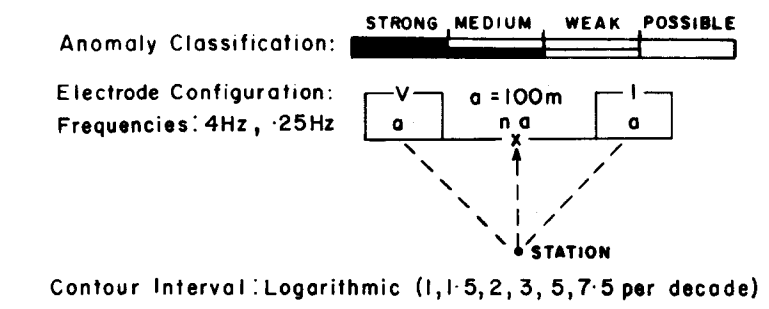 STRONG MEDIUM WEAK POSSIBLE
Anomaly Classification:
Electrode Configuration: V a =100m I
Frequencies: 4Hz, ·25Hz a n a a
x
STATION
Contour Interval: Logarithmic (1,1·5,2,3,5,7·5 per decade)